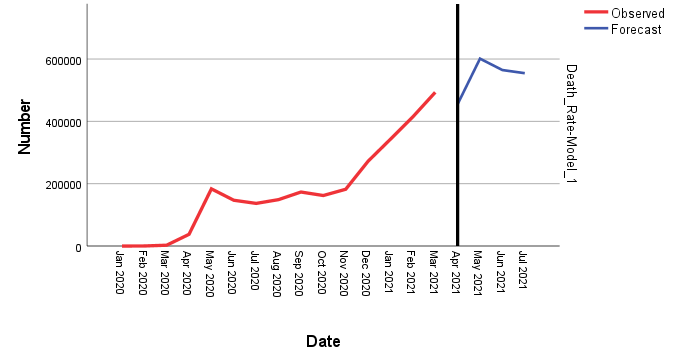 Observed
Forecast
Number
600000
400000
200000
0
Death_Rate-Model_1
Jan 2020
Feb 2020
Mar 2020
Apr 2020
May 2020
Jun 2020
Jul 2020
Aug 2020
Sep 2020
Oct 2020
Nov 2020
Dec 2020
Jan 2021
Feb 2021
Mar 2021
Apr 2021
May 2021
Jun 2021
Jul 2021
Date